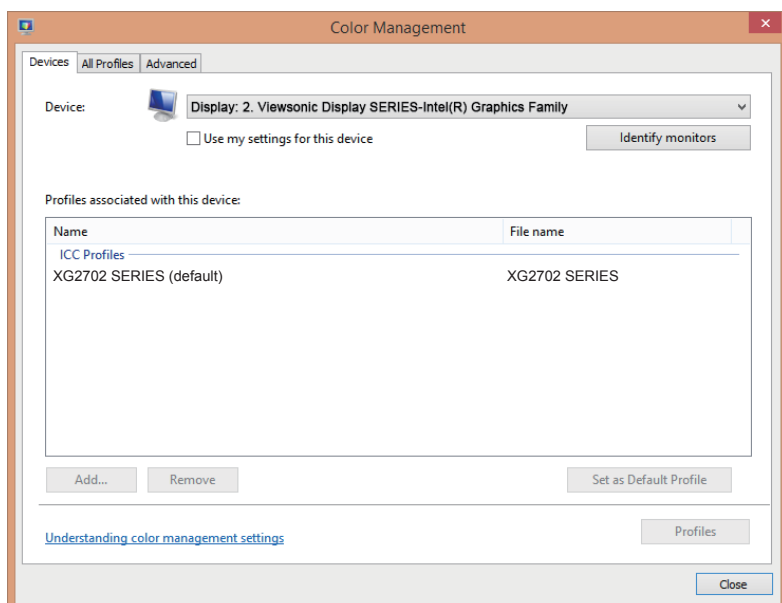 Color Management
Devices All Profiles Advanced
Device: Display: 2. Viewsonic Display SERIES-Intel(R) Graphics Family
Use my settings for this device Identify monitors
Profiles associated with this device:
Name File name
ICC Profiles
XG2702 SERIES (default) XG2702 SERIES
Add... Remove Set as Default Profile
Understanding color management settings Profiles
Close